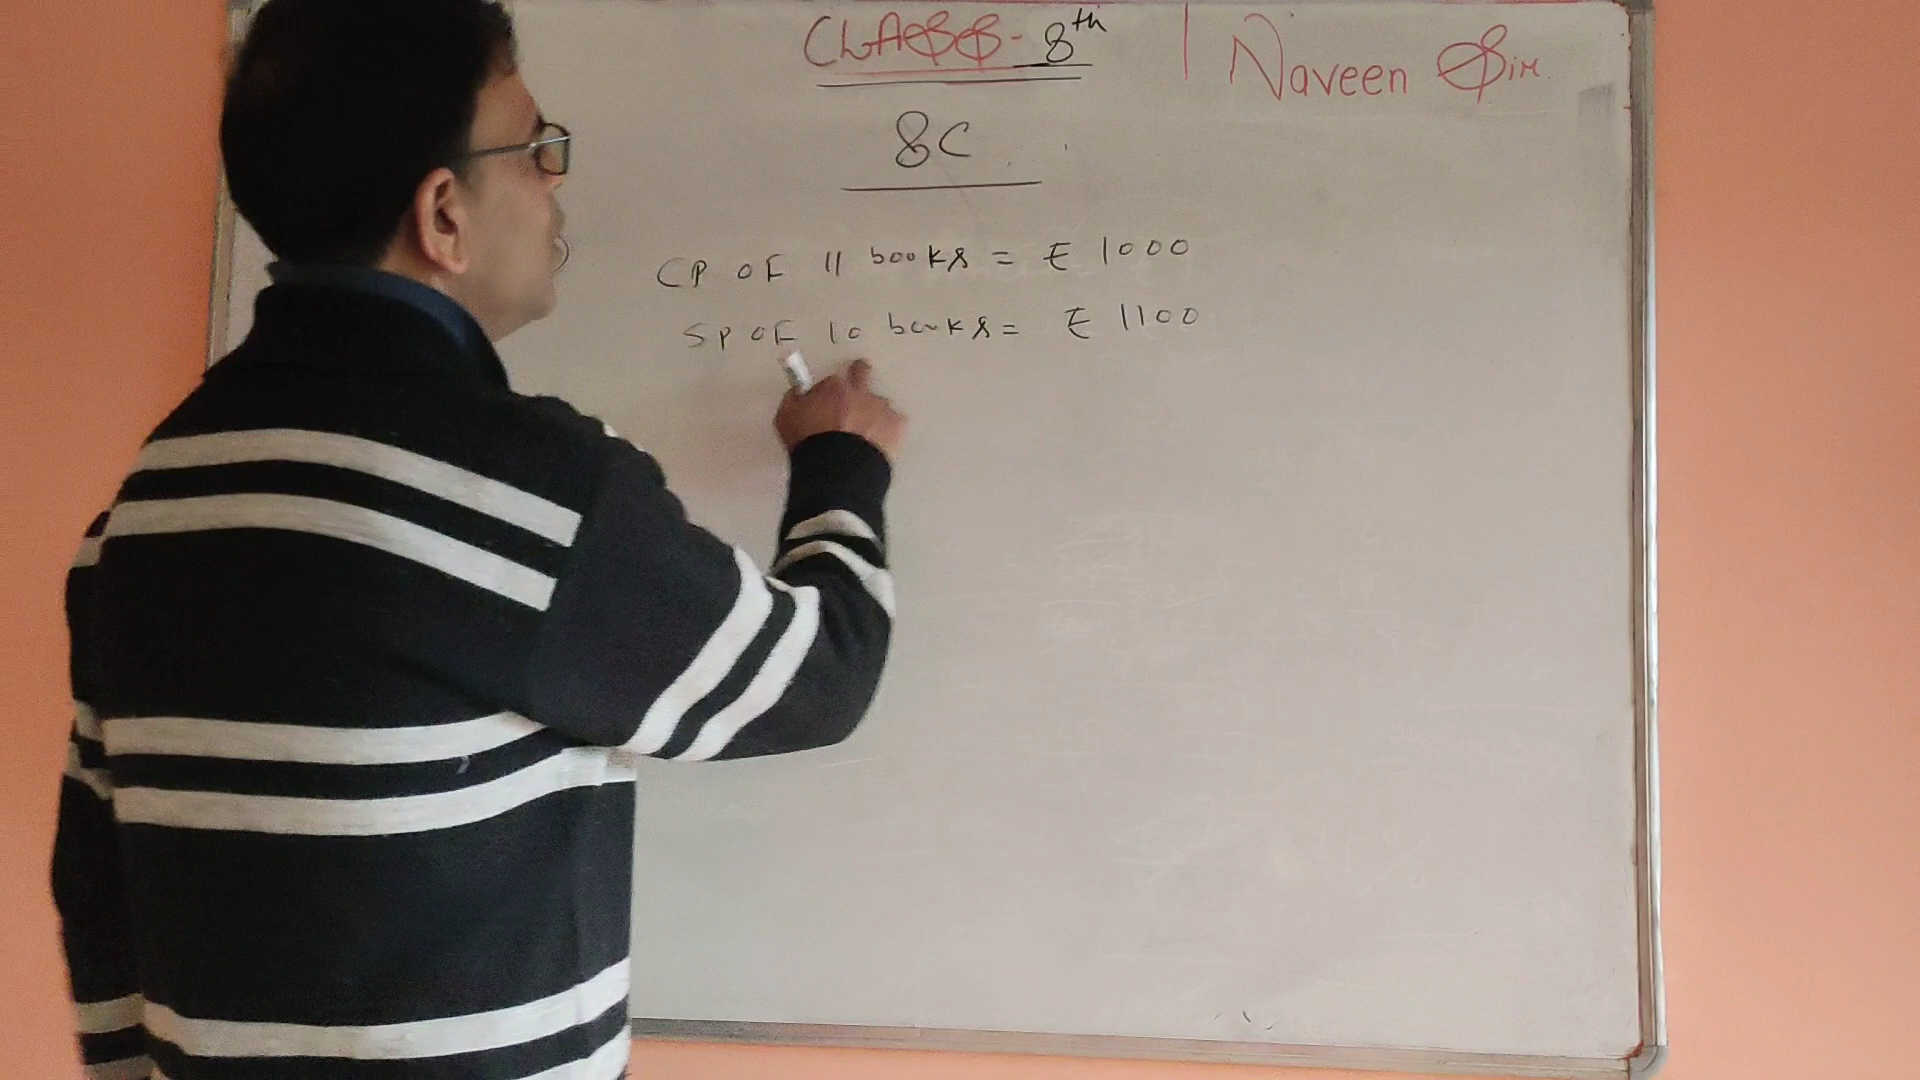 CLASS- 8th | Naveen Sir.
8C
CP OF 11 books = ₹ 1000
SP OF 10 books = ₹ 1100